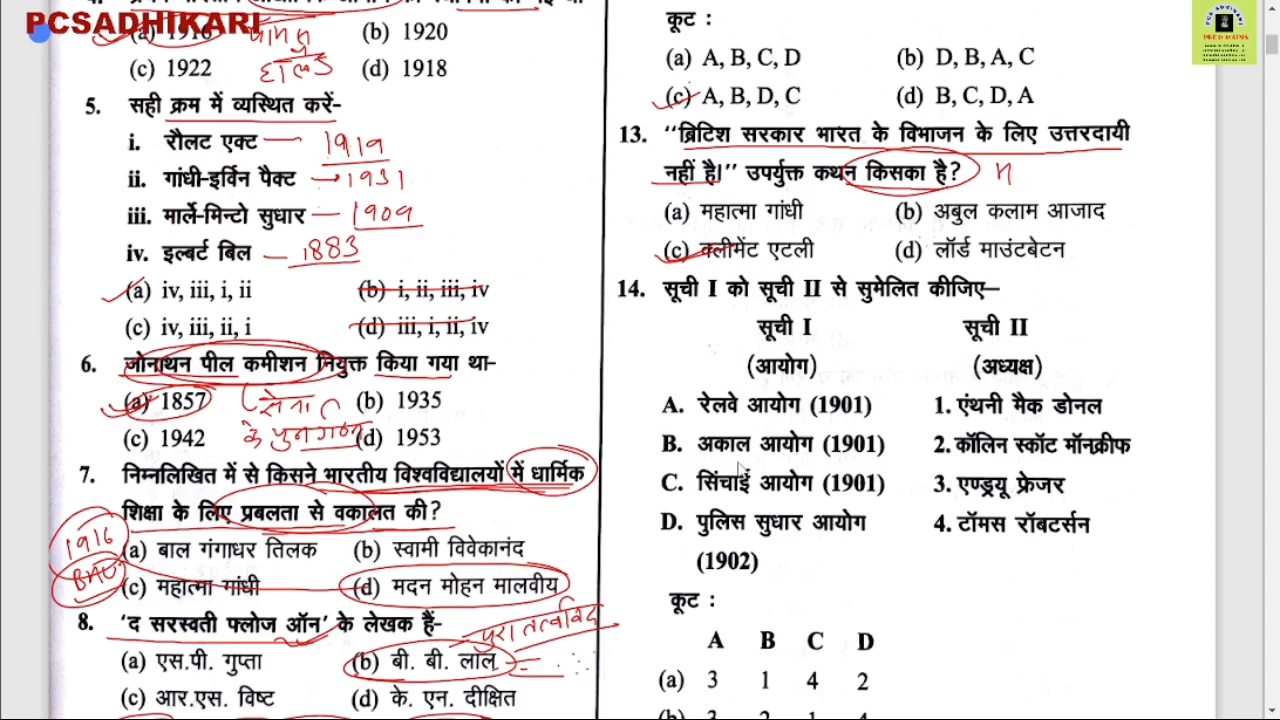 PCSADHIKARI
(a) 1916
(b) 1920
(c) 1922
(d) 1918
5. सही क्रम में व्यस्थित करें-
i. रौलट एक्ट — 1919
ii. गांधी-इर्विन पैक्ट → 1931
iii. मार्ले-मिन्टो सुधार — 1909
iv. इल्बर्ट बिल — 1883
(a) iv, iii, i, ii
(b) i, ii, iii, iv
(c) iv, iii, ii, i
(d) iii, i, ii, iv
6. जोनाथन पील कमीशन नियुक्त किया गया था-
(a) 1857
(b) 1935
(c) 1942
(d) 1953
सेना
के पुनर्गठन
7. निम्नलिखित में से किसने भारतीय विश्वविद्यालयों में धार्मिक
शिक्षा के लिए प्रबलता से वकालत की?
1916
BHU
(a) बाल गंगाधर तिलक
(b) स्वामी विवेकानंद
(c) महात्मा गांधी
(d) मदन मोहन मालवीय
8. 'द सरस्वती फ्लोज ऑन' के लेखक हैं-
पुरातत्वविद
(a) एस.पी. गुप्ता
(b) बी. बी. लाल
(c) आर.एस. विष्ट
(d) के. एन. दीक्षित
कूट :
(a) A, B, C, D
(b) D, B, A, C
(c) A, B, D, C
(d) B, C, D, A
13. "ब्रिटिश सरकार भारत के विभाजन के लिए उत्तरदायी
नहीं है।" उपर्युक्त कथन किसका है?
(a) महात्मा गांधी
(b) अबुल कलाम आजाद
(c) क्लीमेंट एटली
(d) लॉर्ड माउंटबेटन
14. सूची I को सूची II से सुमेलित कीजिए–
सूची I
सूची II
(आयोग)
(अध्यक्ष)
A. रेलवे आयोग (1901)
1. एंथनी मैक डोनल
B. अकाल आयोग (1901)
2. कॉलिन स्कॉट मॉनक्रीफ
C. सिंचाई आयोग (1901)
3. एण्ड्रयू फ्रेजर
D. पुलिस सुधार आयोग
4. टॉमस रॉबटर्सन
(1902)
कूट :
A B C D
(a) 3 1 4 2